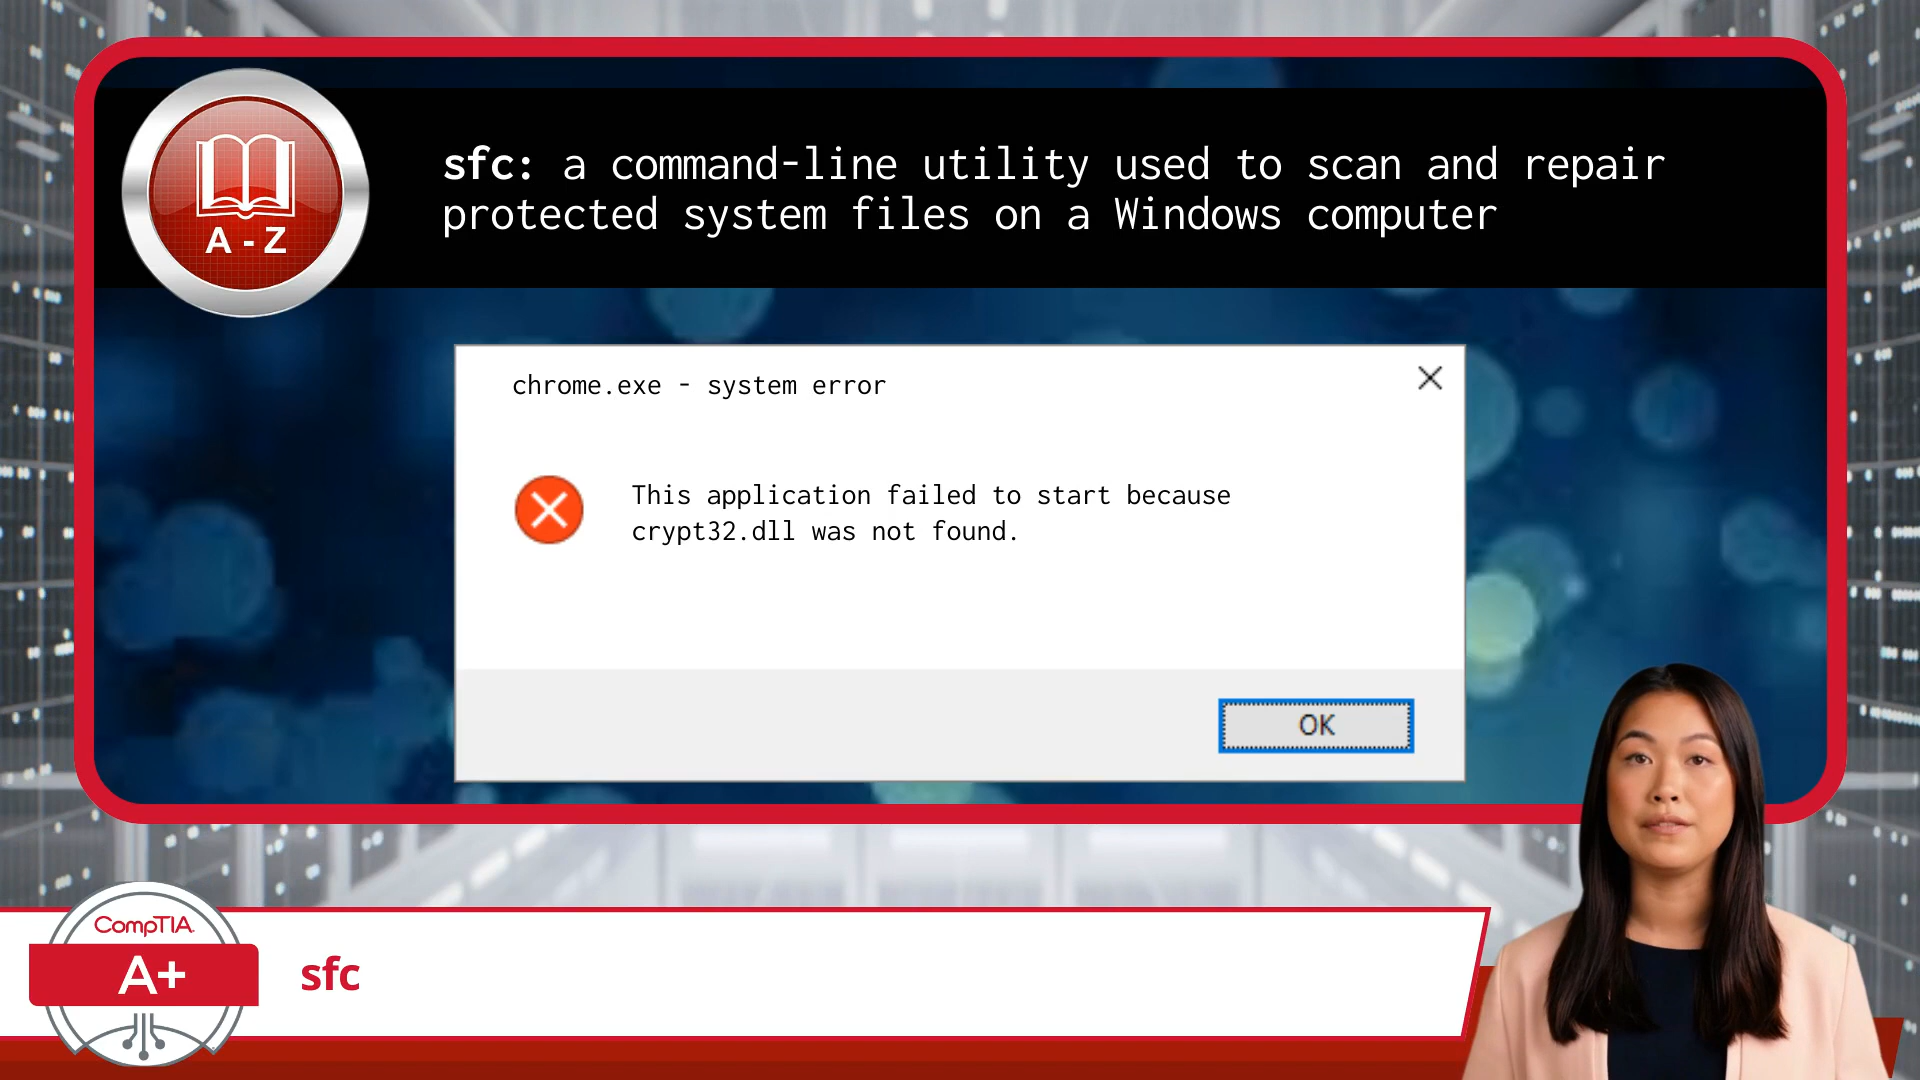 A - Z
sfc: a command-line utility used to scan and repair
protected system files on a Windows computer
chrome.exe - system error
This application failed to start because
crypt32.dll was not found.
OK
CompTIA.
A+
sfc